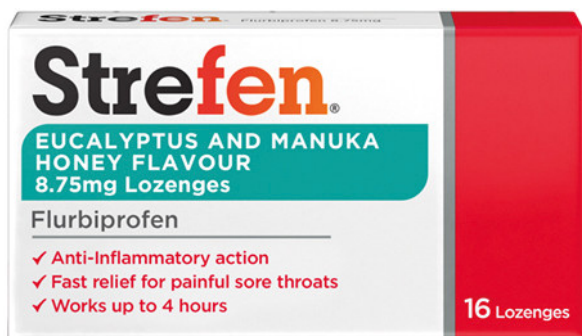 Strefen Flurbiprofen 8.75mg
Strefen®
EUCALYPTUS AND MANUKA
HONEY FLAVOUR
8.75mg Lozenges
Flurbiprofen
✓ Anti-Inflammatory action
✓ Fast relief for painful sore throats
✓ Works up to 4 hours
16 Lozenges